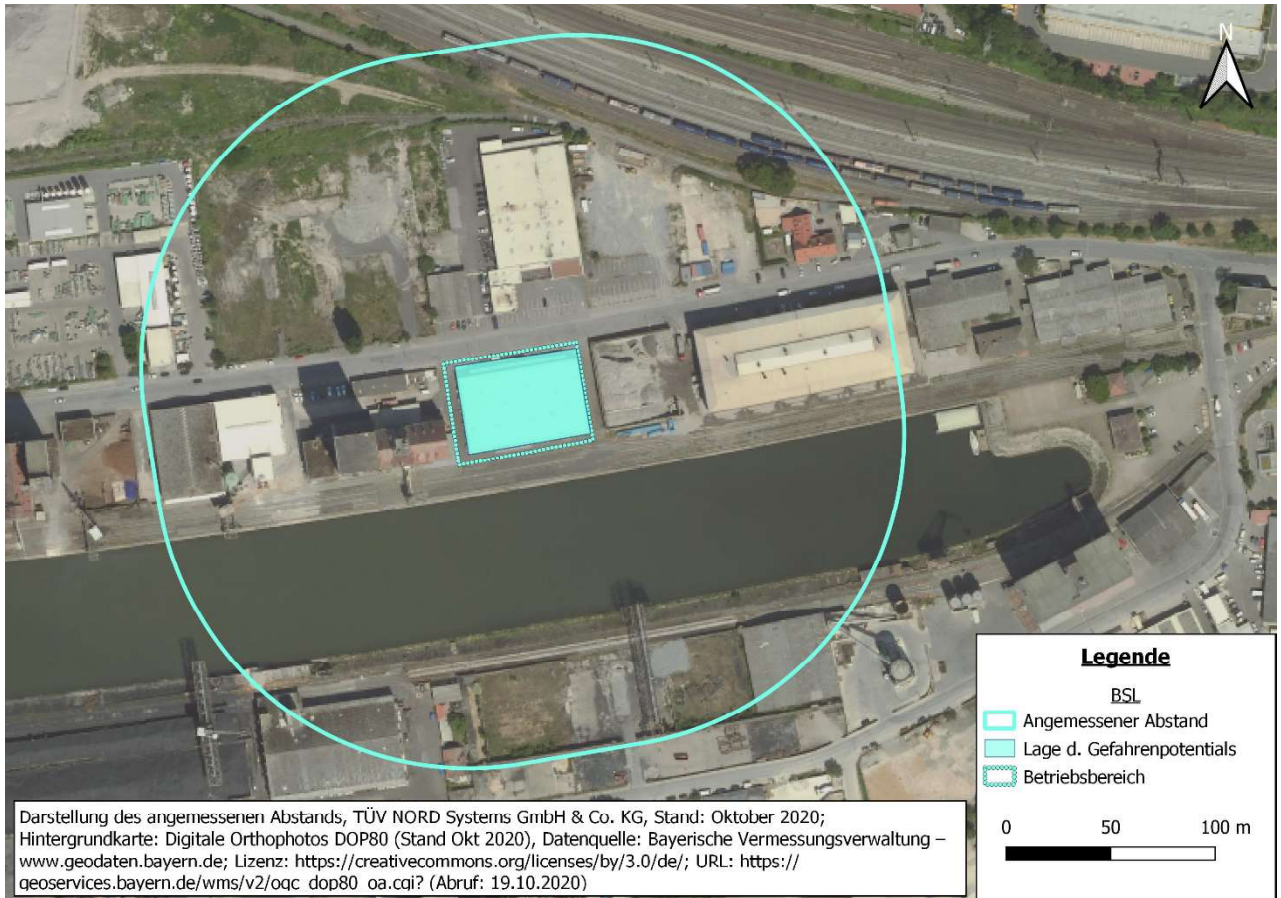 N
Legende
BSL
Angemessener Abstand
Lage d. Gefahrenpotentials
Betriebsbereich
0 50 100 m
Darstellung des angemessenen Abstands, TÜV NORD Systems GmbH & Co. KG, Stand: Oktober 2020;
Hintergrundkarte: Digitale Orthophotos DOP80 (Stand Okt 2020), Datenquelle: Bayerische Vermessungsverwaltung –
www.geodaten.bayern.de; Lizenz: https://creativecommons.org/licenses/by/3.0/de/; URL: https://
geoservices.bayern.de/wms/v2/ogc_dop80_oa.cgi? (Abruf: 19.10.2020)